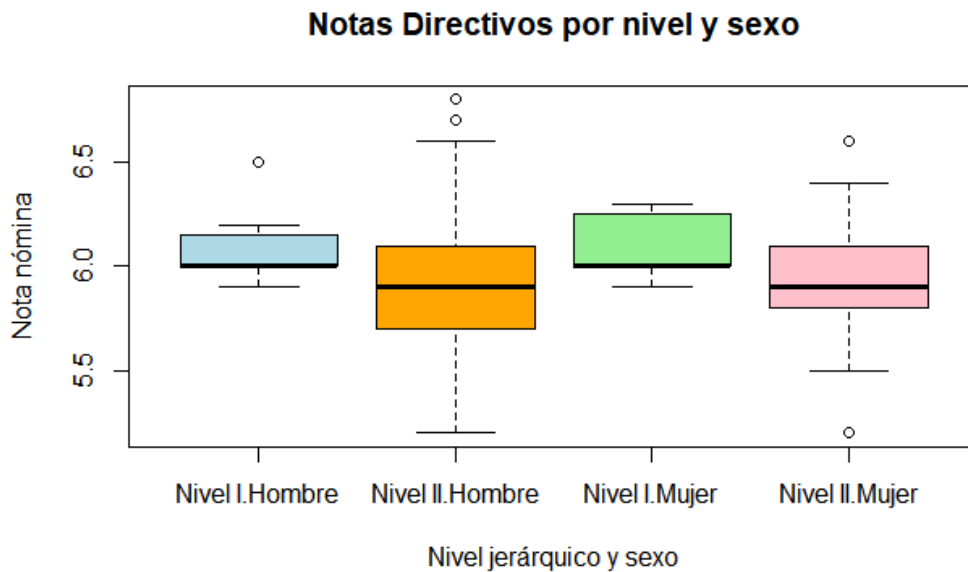 Notas Directivos por nivel y sexo
Nota nómina
6.5
6.0
5.5
Nivel I.Hombre
Nivel II.Hombre
Nivel I.Mujer
Nivel II.Mujer
Nivel jerárquico y sexo